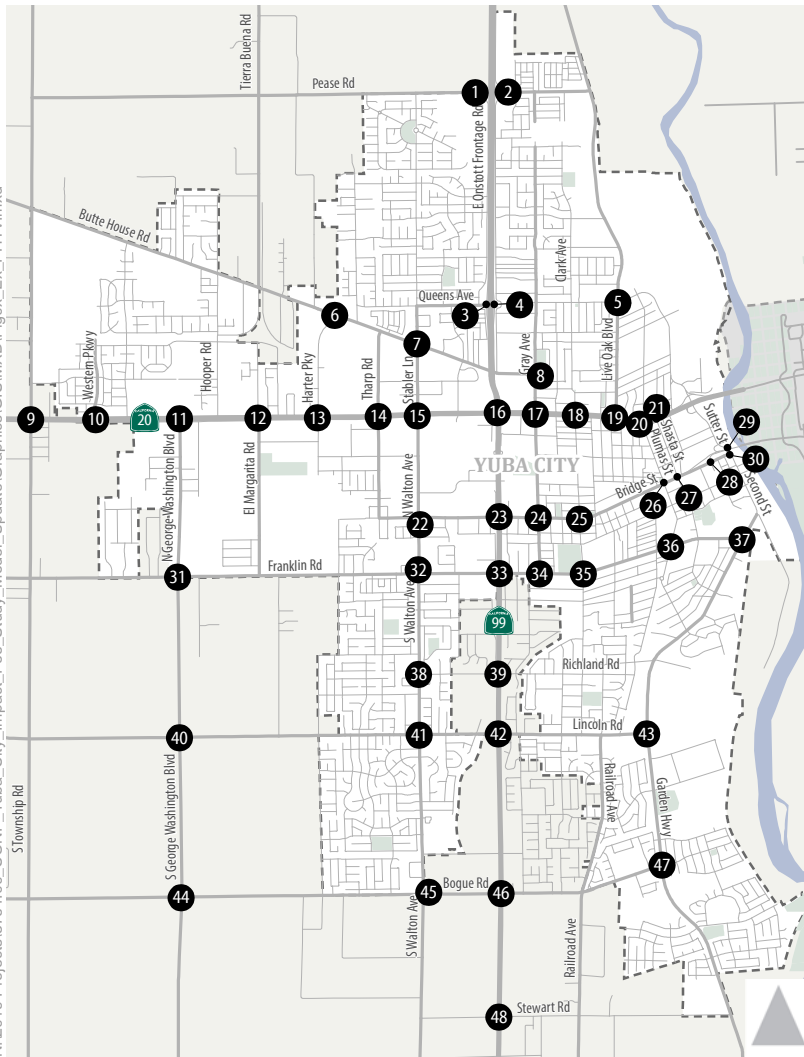 Tierra Buena Rd
Pease Rd
1
2
E Onstott Frontage Rd
Butte House Rd
Clark Ave
Queens Ave
3
4
5
6
7
Western Pkwy
Hooper Rd
Harter Pky
Tharp Rd
Stabler Ln
Gray Ave
8
Live Oak Blvd
9
10
CALIFORNIA
20
11
12
13
14
15
16
17
18
19
20
21
Shasta St
Plumas St
Sutter St
29
30
Second St
YUBA CITY
N George Washington Blvd
El Margarita Rd
N Walton Ave
Bridge St
22
23
24
25
26
27
28
31
Franklin Rd
32
33
34
35
36
37
S Walton Ave
CALIFORNIA
99
38
39
Richland Rd
40
41
42
Lincoln Rd
43
S Township Rd
S George Washington Blvd
Railroad Ave
Garden Hwy
44
45
Bogue Rd
46
47
S Walton Ave
Railroad Ave
48
Stewart Rd